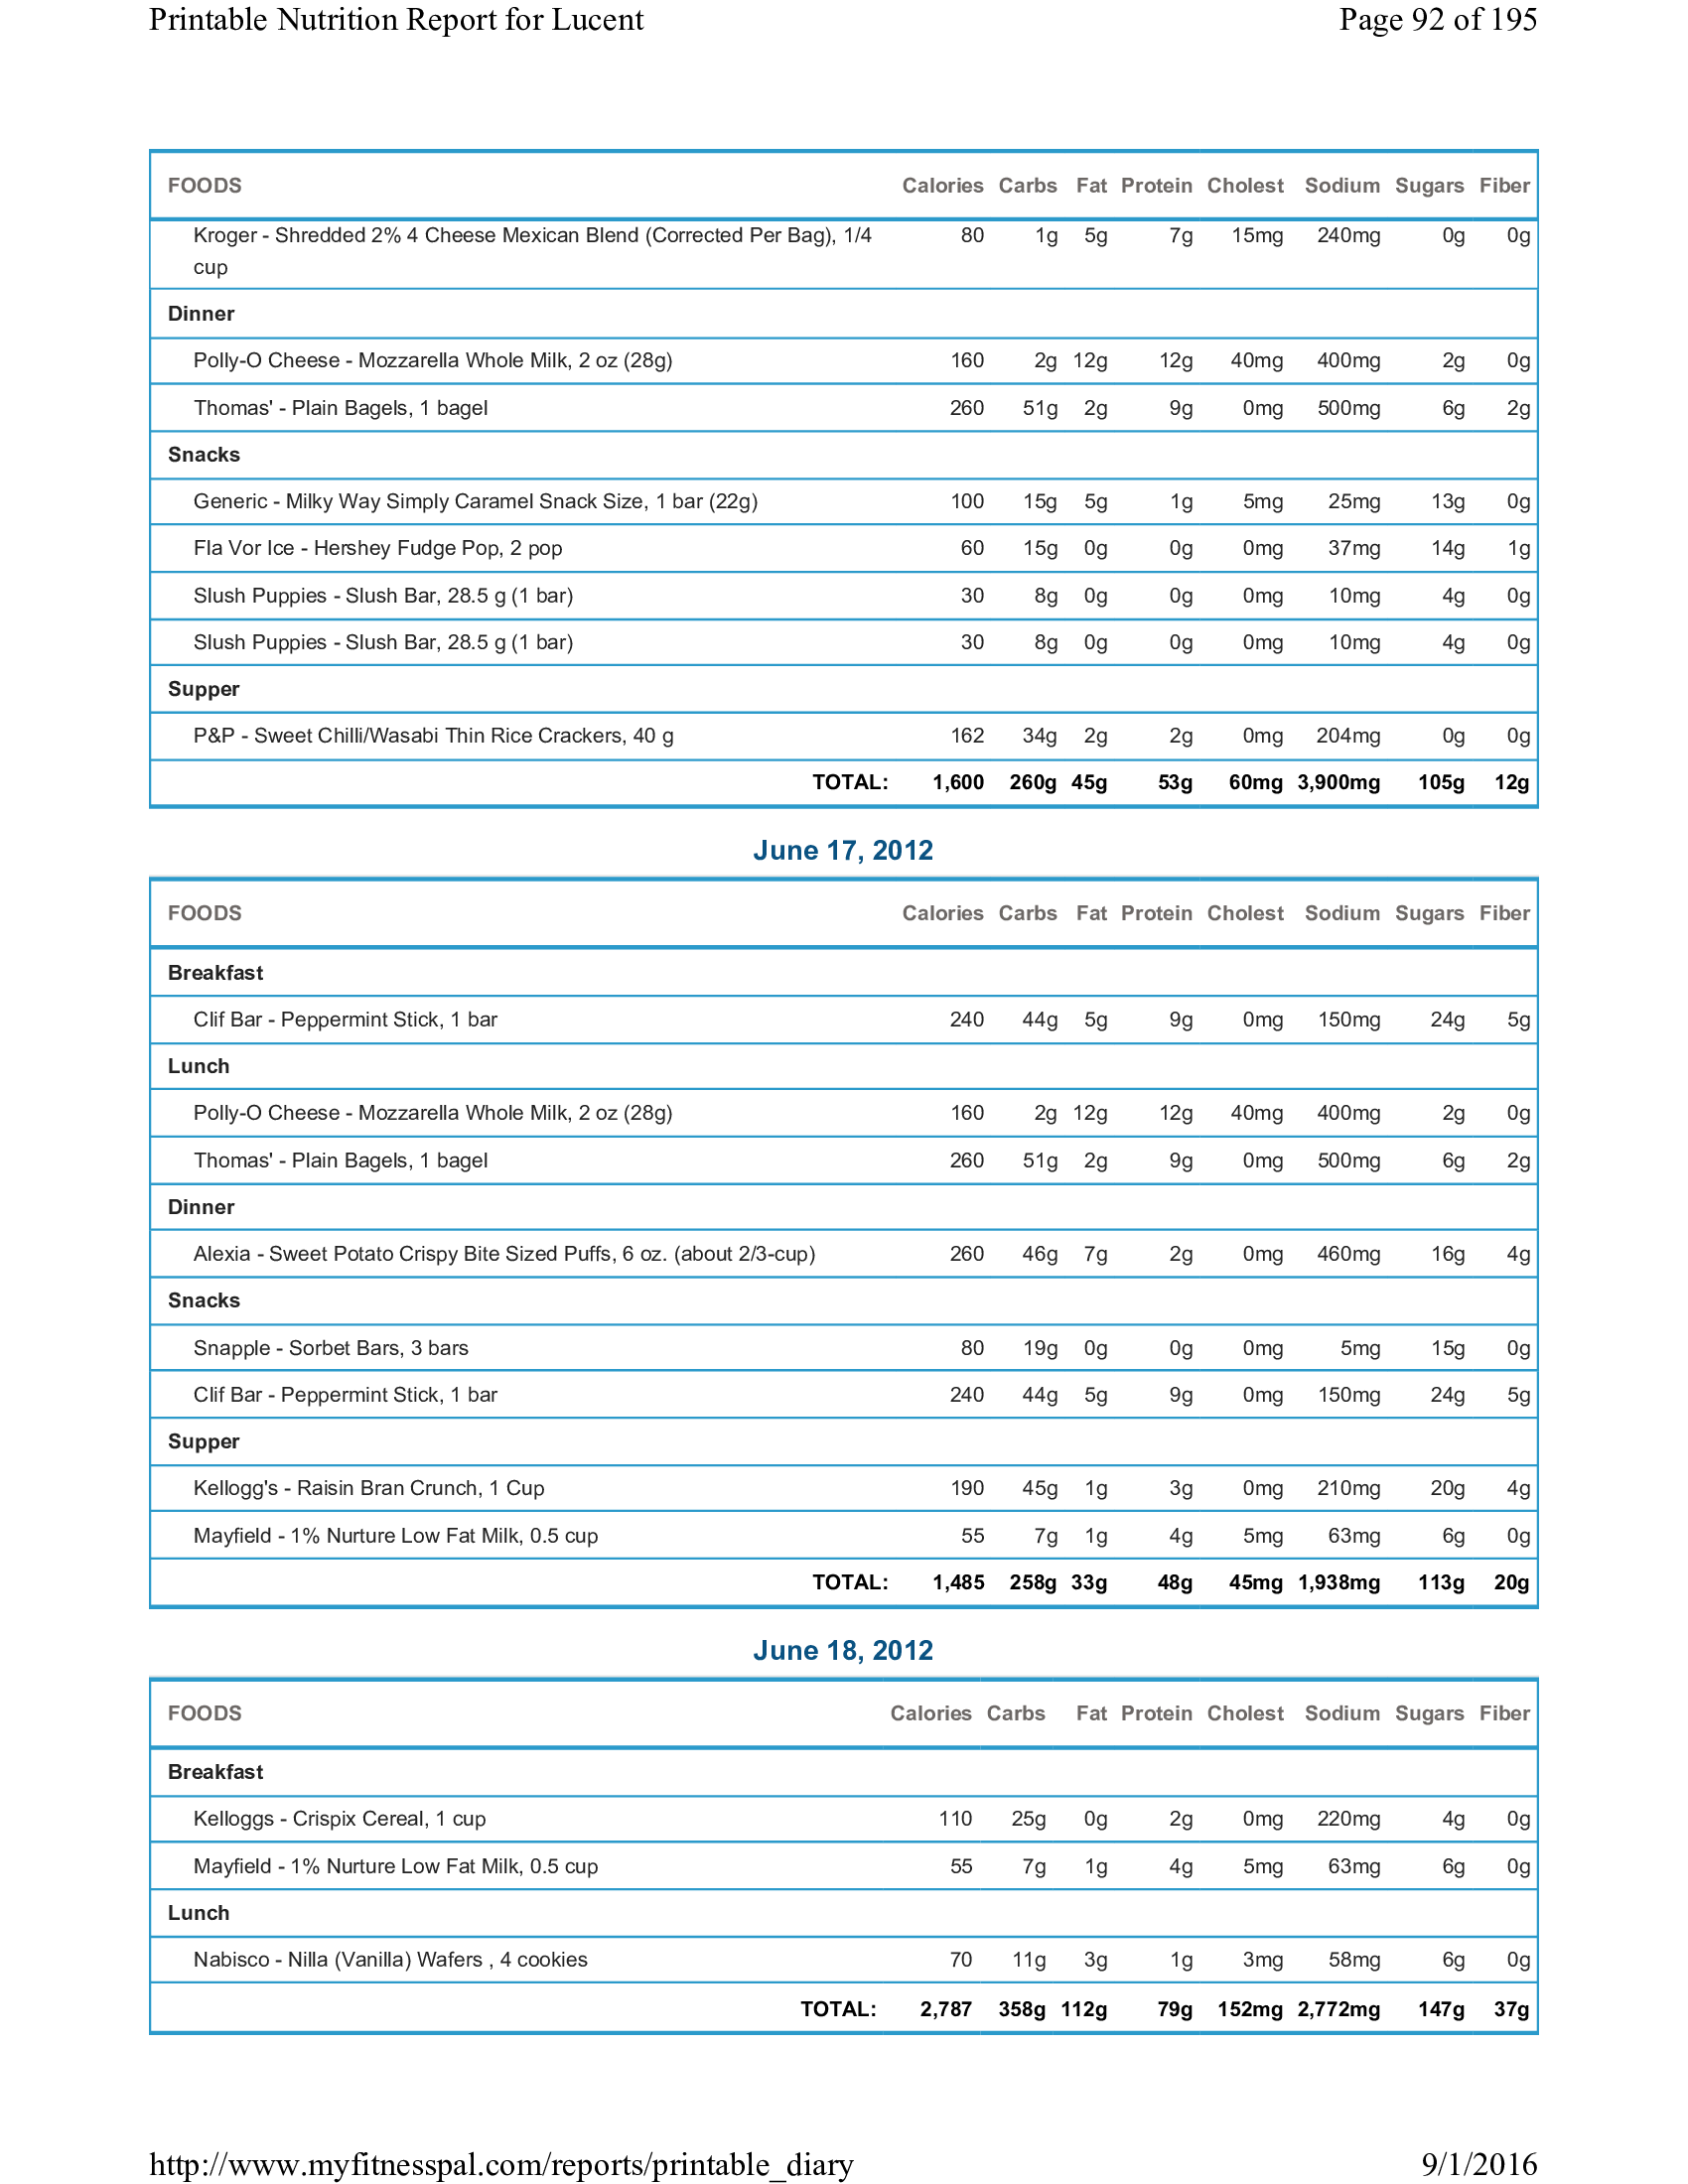 Printable Nutrition Report for Lucent Page 92 of 195
FOODS Calories Carbs Fat Protein Cholest Sodium Sugars Fiber
Kroger - Shredded 2% 4 Cheese Mexican Blend (Corrected Per Bag), 1/4 80 1g 5g 7g 15mg 240mg 0g 0g
cup
Dinner
Polly-O Cheese - Mozzarella Whole Milk, 2 oz (28g) 160 2g 12g 12g 40mg 400mg 2g 0g
Thomas' - Plain Bagels, 1 bagel 260 51g 2g 9g 0mg 500mg 6g 2g
Snacks
Generic - Milky Way Simply Caramel Snack Size, 1 bar (22g) 100 15g 5g 1g 5mg 25mg 13g 0g
Fla Vor Ice - Hershey Fudge Pop, 2 pop 60 15g 0g 0g 0mg 37mg 14g 1g
Slush Puppies - Slush Bar, 28.5 g (1 bar) 30 8g 0g 0g 0mg 10mg 4g 0g
Slush Puppies - Slush Bar, 28.5 g (1 bar) 30 8g 0g 0g 0mg 10mg 4g 0g
Supper
P&P - Sweet Chilli/Wasabi Thin Rice Crackers, 40 g 162 34g 2g 2g 0mg 204mg 0g 0g
TOTAL: 1,600 260g 45g 53g 60mg 3,900mg 105g 12g
June 17, 2012
FOODS Calories Carbs Fat Protein Cholest Sodium Sugars Fiber
Breakfast
Clif Bar - Peppermint Stick, 1 bar 240 44g 5g 9g 0mg 150mg 24g 5g
Lunch
Polly-O Cheese - Mozzarella Whole Milk, 2 oz (28g) 160 2g 12g 12g 40mg 400mg 2g 0g
Thomas' - Plain Bagels, 1 bagel 260 51g 2g 9g 0mg 500mg 6g 2g
Dinner
Alexia - Sweet Potato Crispy Bite Sized Puffs, 6 oz. (about 2/3-cup) 260 46g 7g 2g 0mg 460mg 16g 4g
Snacks
Snapple - Sorbet Bars, 3 bars 80 19g 0g 0g 0mg 5mg 15g 0g
Clif Bar - Peppermint Stick, 1 bar 240 44g 5g 9g 0mg 150mg 24g 5g
Supper
Kellogg's - Raisin Bran Crunch, 1 Cup 190 45g 1g 3g 0mg 210mg 20g 4g
Mayfield - 1% Nurture Low Fat Milk, 0.5 cup 55 7g 1g 4g 5mg 63mg 6g 0g
TOTAL: 1,485 258g 33g 48g 45mg 1,938mg 113g 20g
June 18, 2012
FOODS Calories Carbs Fat Protein Cholest Sodium Sugars Fiber
Breakfast
Kelloggs - Crispix Cereal, 1 cup 110 25g 0g 2g 0mg 220mg 4g 0g
Mayfield - 1% Nurture Low Fat Milk, 0.5 cup 55 7g 1g 4g 5mg 63mg 6g 0g
Lunch
Nabisco - Nilla (Vanilla) Wafers , 4 cookies 70 11g 3g 1g 3mg 58mg 6g 0g
TOTAL: 2,787 358g 112g 79g 152mg 2,772mg 147g 37g
http://www.myfitnesspal.com/reports/printable_diary 9/1/2016